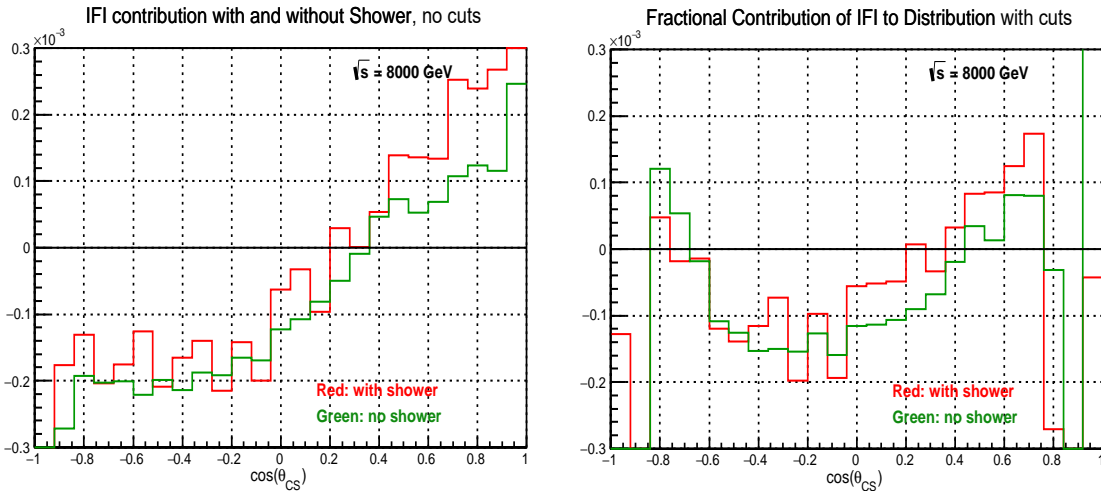 IFI contribution with and without Shower, no cuts
×10⁻³
√s = 8000 GeV
0.3
0.2
0.1
0
−0.1
−0.2
−0.3
Red: with shower
Green: no shower
−1 −0.8 −0.6 −0.4 −0.2 0 0.2 0.4 0.6 0.8 1
cos(θ_CS)
Fractional Contribution of IFI to Distribution with cuts
×10⁻³
√s = 8000 GeV
0.3
0.2
0.1
0
−0.1
−0.2
−0.3
Red: with shower
Green: no shower
−1 −0.8 −0.6 −0.4 −0.2 0 0.2 0.4 0.6 0.8 1
cos(θ_CS)